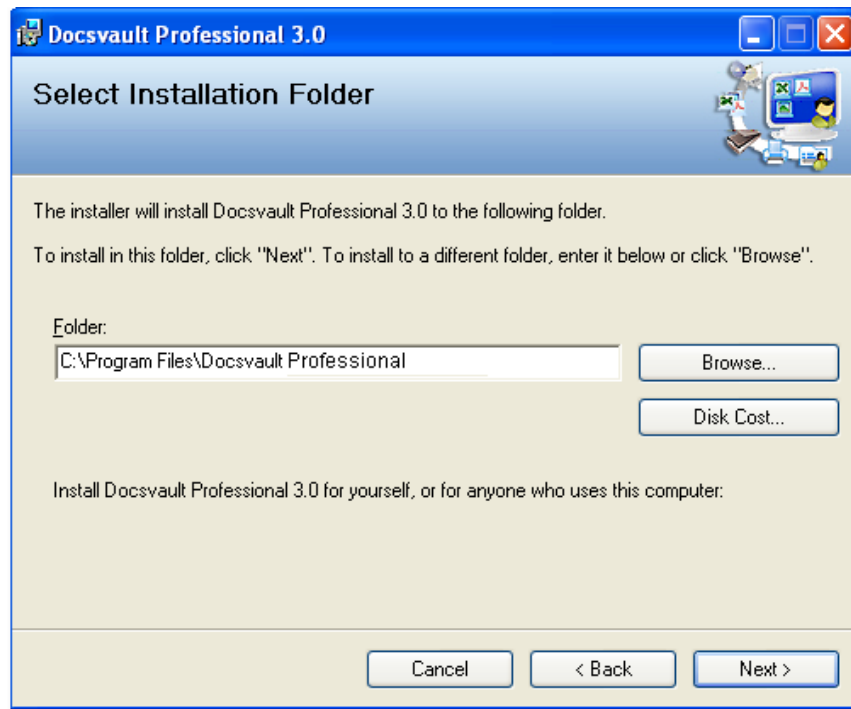 Docsvault Professional 3.0
Select Installation Folder
The installer will install Docsvault Professional 3.0 to the following folder.
To install in this folder, click "Next". To install to a different folder, enter it below or click "Browse".
Folder:
C:\Program Files\Docsvault Professional
Browse...
Disk Cost...
Install Docsvault Professional 3.0 for yourself, or for anyone who uses this computer:
Cancel
< Back
Next >